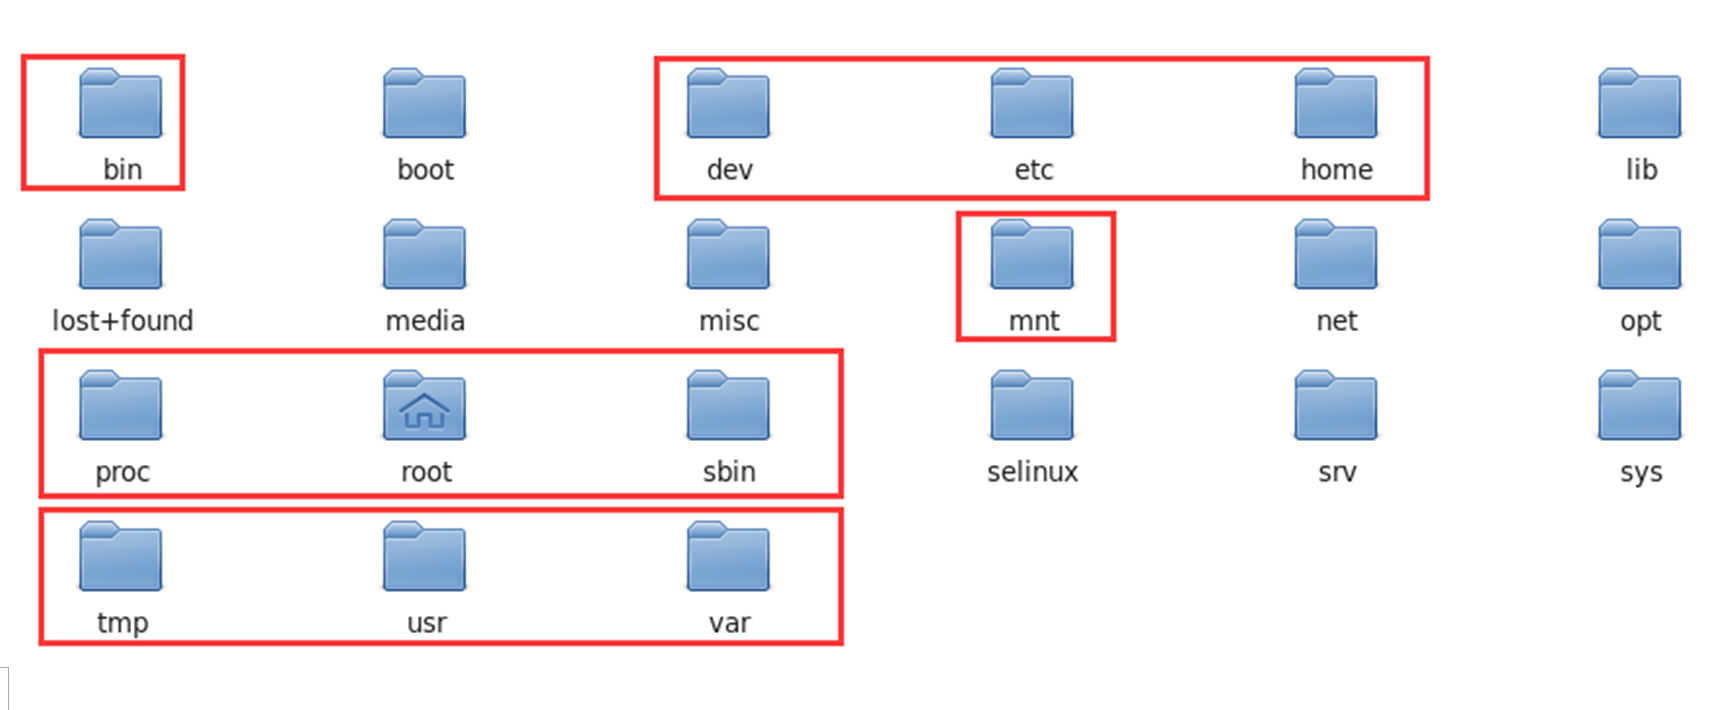 bin boot dev etc home lib
lost+found media misc mnt net opt
proc root sbin selinux srv sys
tmp usr var